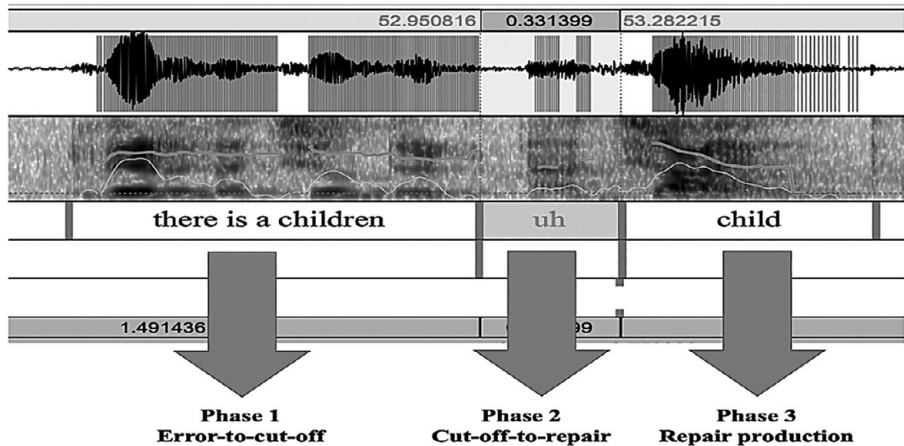 52.950816 0.331399 53.282215
there is a children uh child
1.491436 99
Phase 1 Phase 2 Phase 3
Error-to-cut-off Cut-off-to-repair Repair production